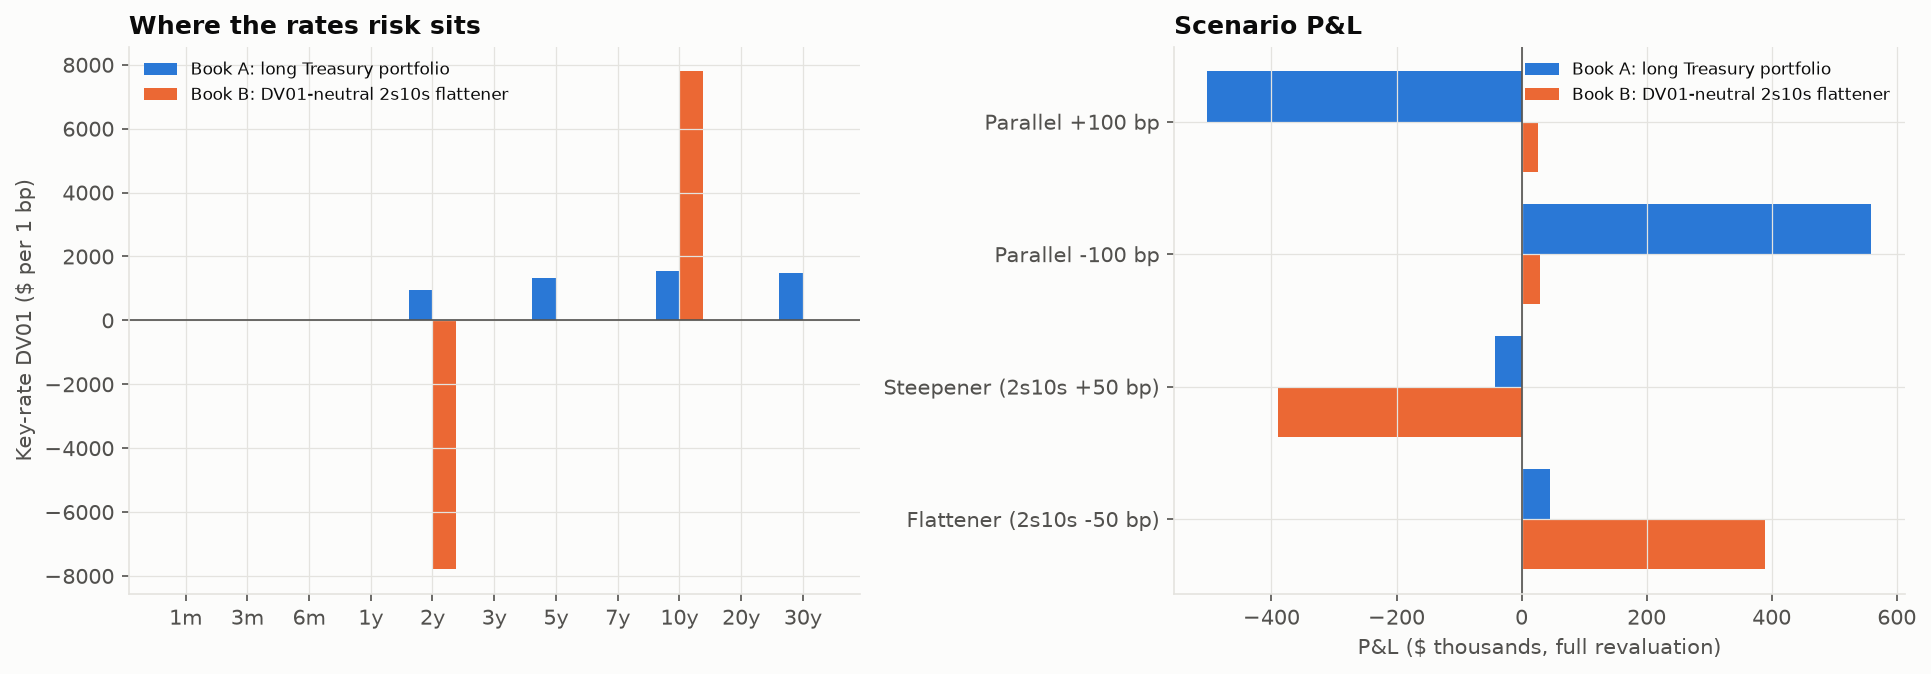 Where the rates risk sits
Book A: long Treasury portfolio
Book B: DV01-neutral 2s10s flattener
Key-rate DV01 ($ per 1 bp)
8000
6000
4000
2000
0
−2000
−4000
−6000
−8000
1m 3m 6m 1y 2y 3y 5y 7y 10y 20y 30y
Scenario P&L
Book A: long Treasury portfolio
Book B: DV01-neutral 2s10s flattener
Parallel +100 bp
Parallel -100 bp
Steepener (2s10s +50 bp)
Flattener (2s10s -50 bp)
−400 −200 0 200 400 600
P&L ($ thousands, full revaluation)